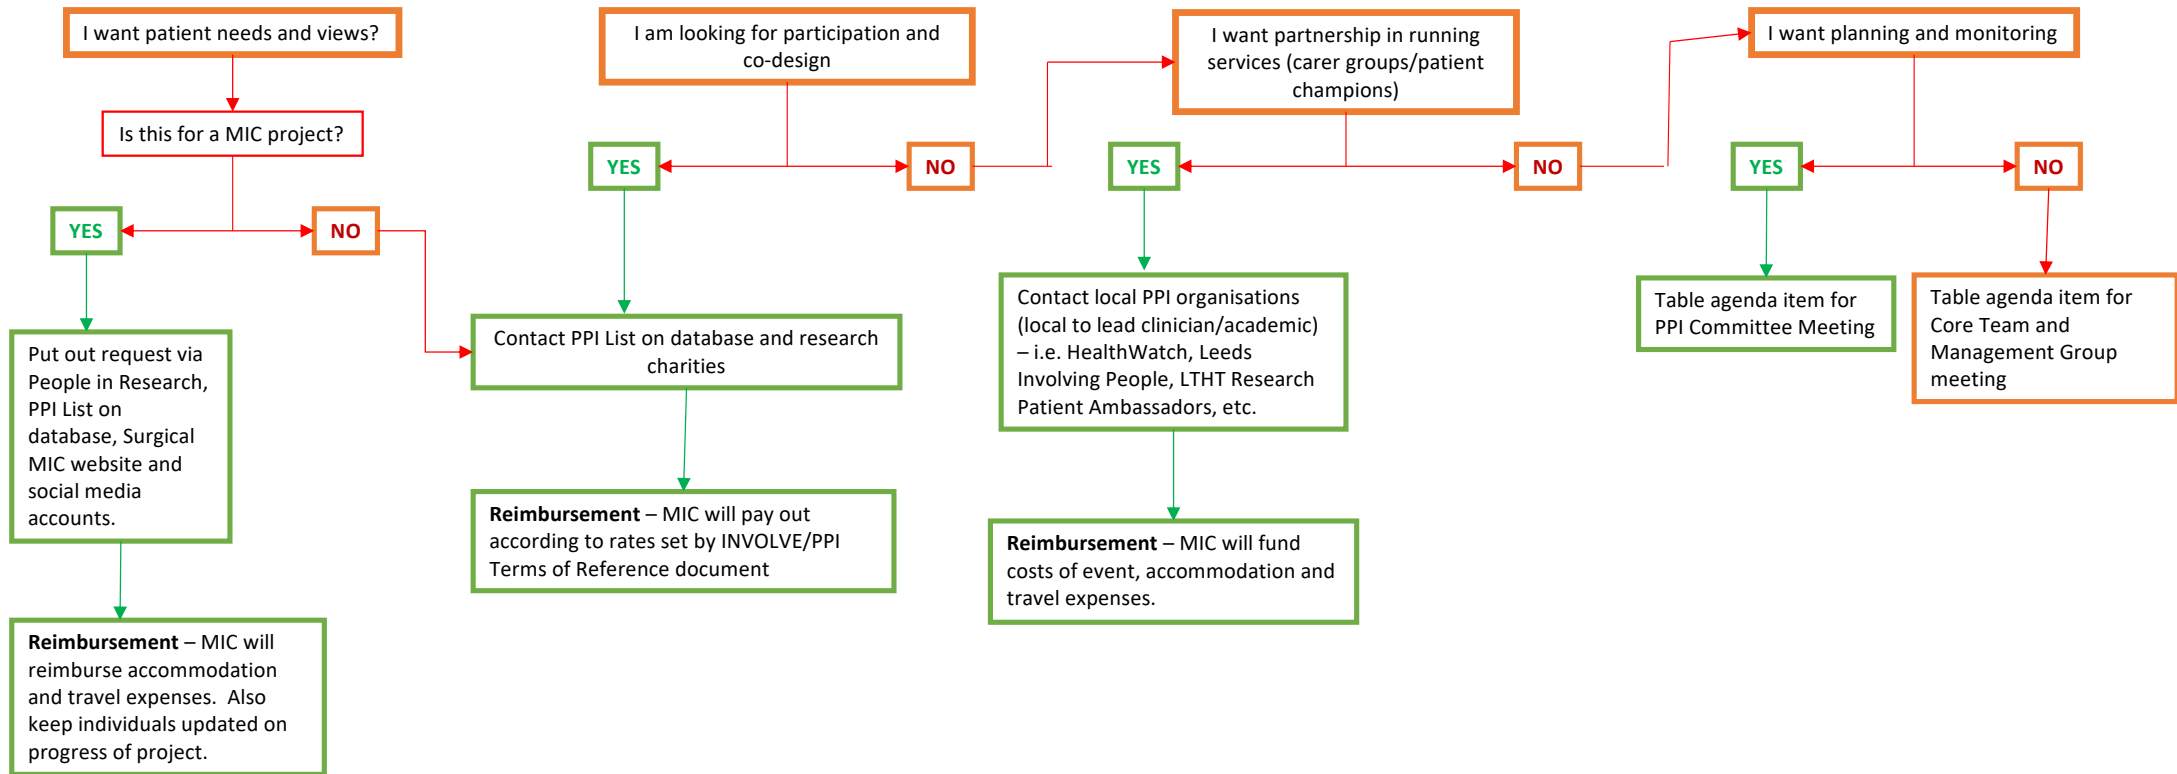 I want patient needs and views?
Is this for a MIC project?
YES
NO
Put out request via
People in Research,
PPI List on
database, Surgical
MIC website and
social media
accounts.
Reimbursement – MIC will
reimburse accommodation
and travel expenses.  Also
keep individuals updated on
progress of project.
I am looking for participation and
co-design
YES
NO
Contact PPI List on database and research
charities
Reimbursement – MIC will pay out
according to rates set by INVOLVE/PPI
Terms of Reference document
I want partnership in running
services (carer groups/patient
champions)
YES
NO
Contact local PPI organisations
(local to lead clinician/academic)
– i.e. HealthWatch, Leeds
Involving People, LTHT Research
Patient Ambassadors, etc.
Reimbursement – MIC will fund
costs of event, accommodation and
travel expenses.
I want planning and monitoring
YES
NO
Table agenda item for
PPI Committee Meeting
Table agenda item for
Core Team and
Management Group
meeting